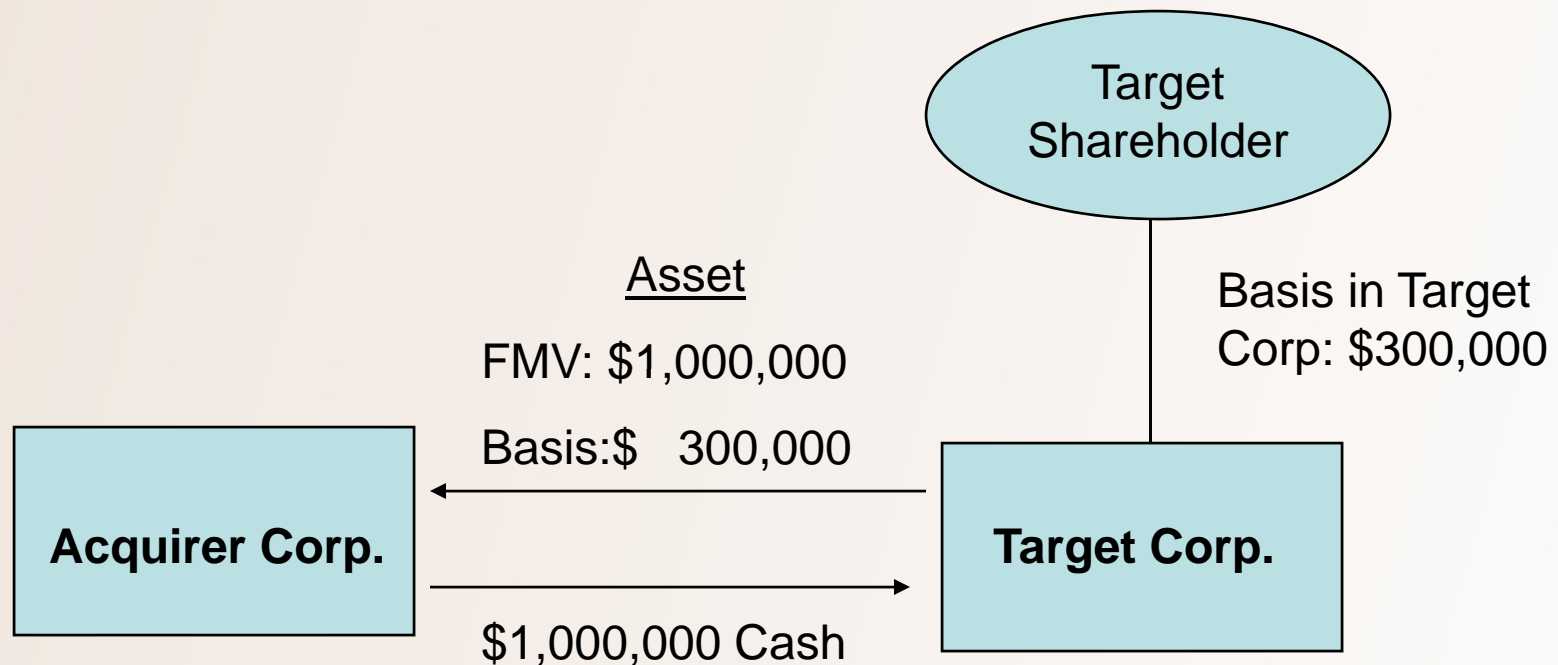 Target
Shareholder
Asset
FMV: $1,000,000
Basis:$ 300,000
Basis in Target
Corp: $300,000
Acquirer Corp.
Target Corp.
$1,000,000 Cash